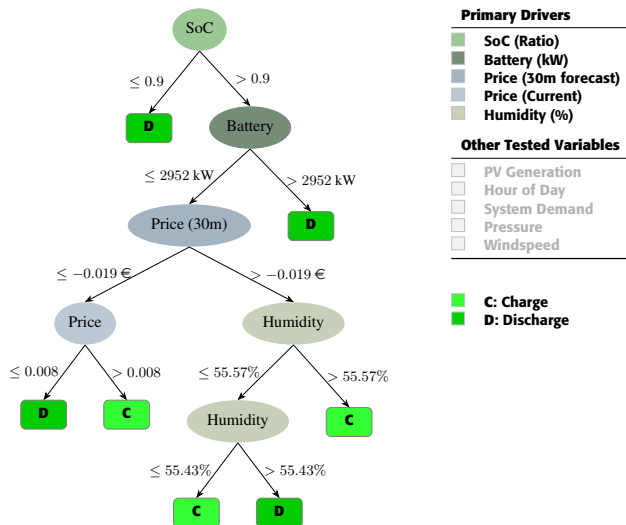 SoC
≤ 0.9
> 0.9
D
Battery
≤ 2952 kW
> 2952 kW
Price (30m)
D
≤ −0.019 €
> −0.019 €
Price
Humidity
≤ 0.008
> 0.008
≤ 55.57%
> 55.57%
D
C
Humidity
C
≤ 55.43%
> 55.43%
C
D
Primary Drivers
SoC (Ratio)
Battery (kW)
Price (30m forecast)
Price (Current)
Humidity (%)
Other Tested Variables
PV Generation
Hour of Day
System Demand
Pressure
Windspeed
C: Charge
D: Discharge